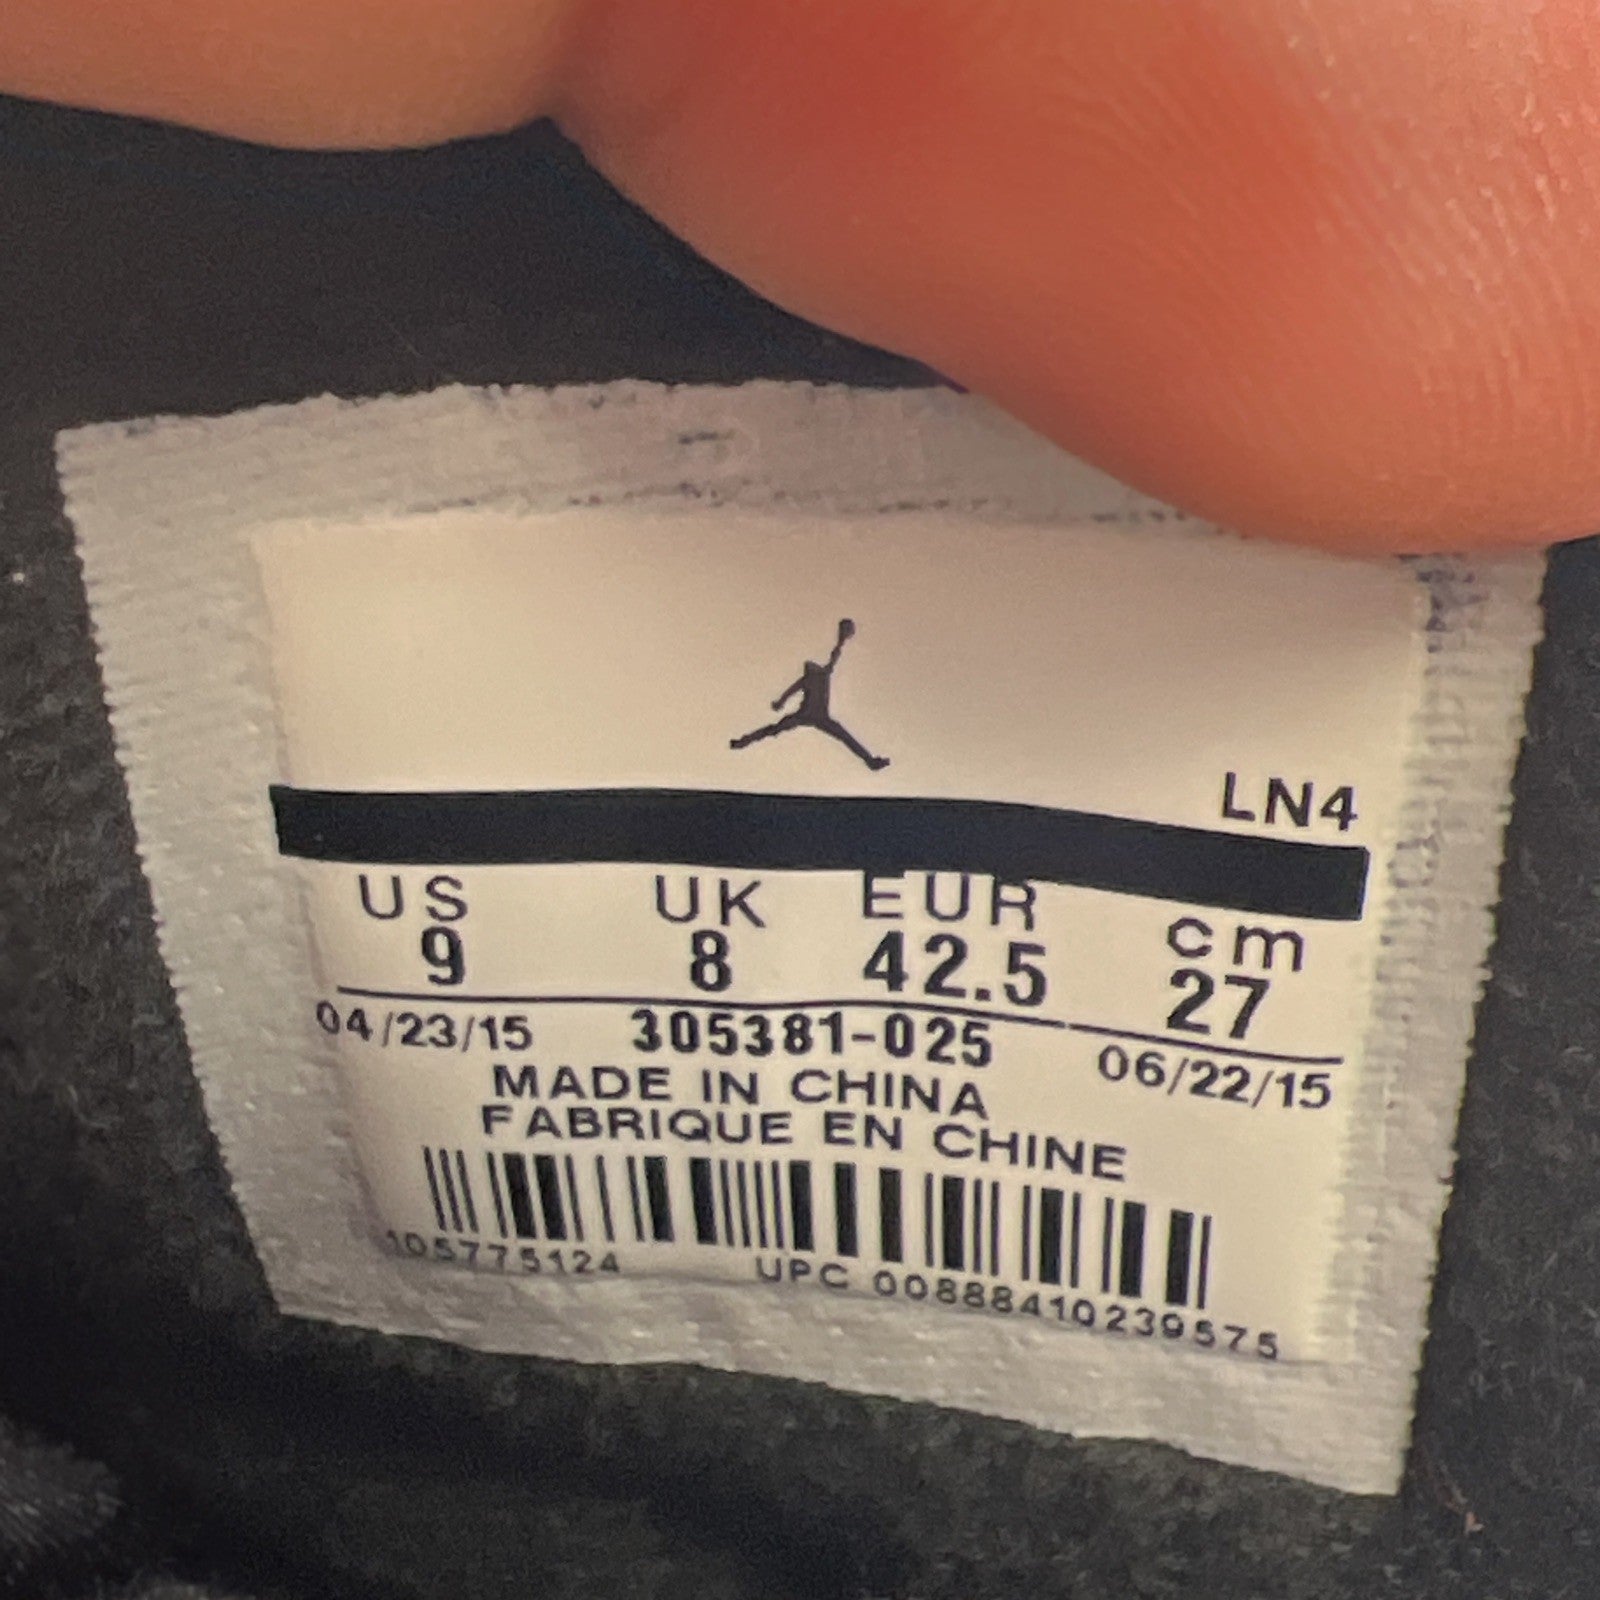 LN4
US UK EUR cm
9 8 42.5 27
04/23/15 305381-025 06/22/15
MADE IN CHINA
FABRIQUE EN CHINE
105775124 UPC 00888410239575